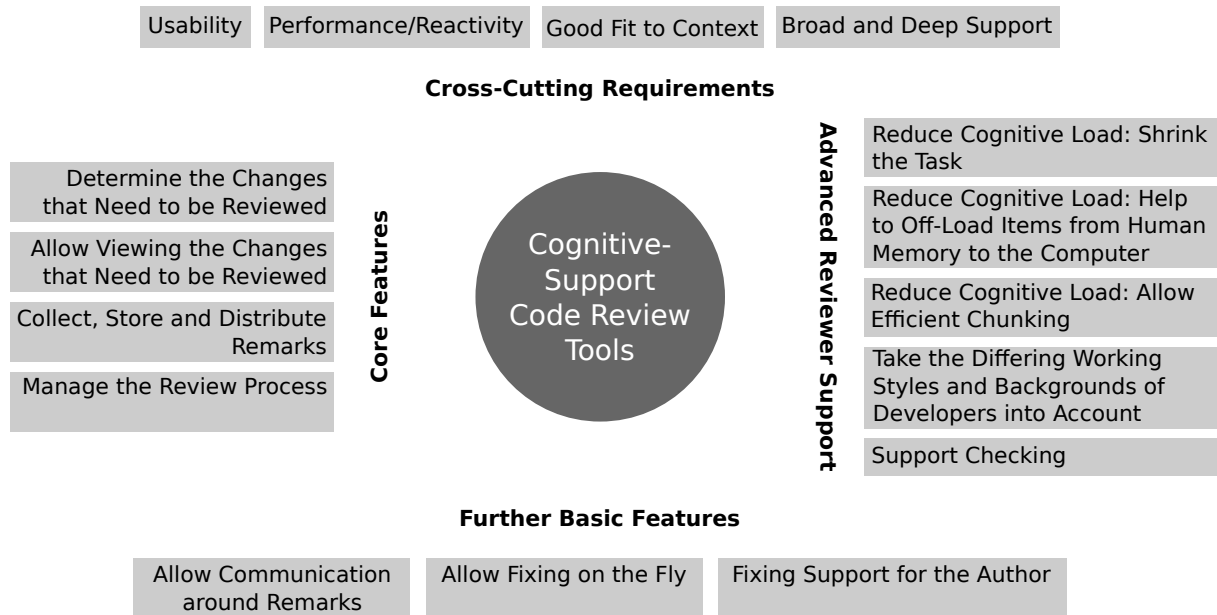 Usability
Performance/Reactivity
Good Fit to Context
Broad and Deep Support
Cross-Cutting Requirements
Determine the Changes
that Need to be Reviewed
Allow Viewing the Changes
that Need to be Reviewed
Collect, Store and Distribute
Remarks
Manage the Review Process
Core Features
Cognitive-
Support
Code Review
Tools
Advanced Reviewer Support
Reduce Cognitive Load: Shrink
the Task
Reduce Cognitive Load: Help
to Off-Load Items from Human
Memory to the Computer
Reduce Cognitive Load: Allow
Efficient Chunking
Take the Differing Working
Styles and Backgrounds of
Developers into Account
Support Checking
Further Basic Features
Allow Communication
around Remarks
Allow Fixing on the Fly
Fixing Support for the Author